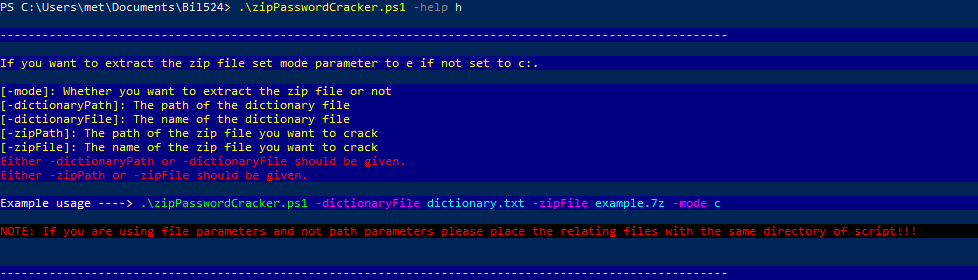 PS C:\Users\met\Documents\Bil524> .\zipPasswordCracker.ps1 -help h
--------------------------------------------------------------------------------------------------------
If you want to extract the zip file set mode parameter to e if not set to c:.
[-mode]: Whether you want to extract the zip file or not
[-dictionaryPath]: The path of the dictionary file
[-dictionaryFile]: The name of the dictionary file
[-zipPath]: The path of the zip file you want to crack
[-zipFile]: The name of the zip file you want to crack
Either -dictionaryPath or -dictionaryFile should be given.
Either -zipPath or -zipFile should be given.
Example usage ----> .\zipPasswordCracker.ps1 -dictionaryFile dictionary.txt -zipFile example.7z -mode c
NOTE: If you are using file parameters and not path parameters please place the relating files with the same directory of script!!!
--------------------------------------------------------------------------------------------------------